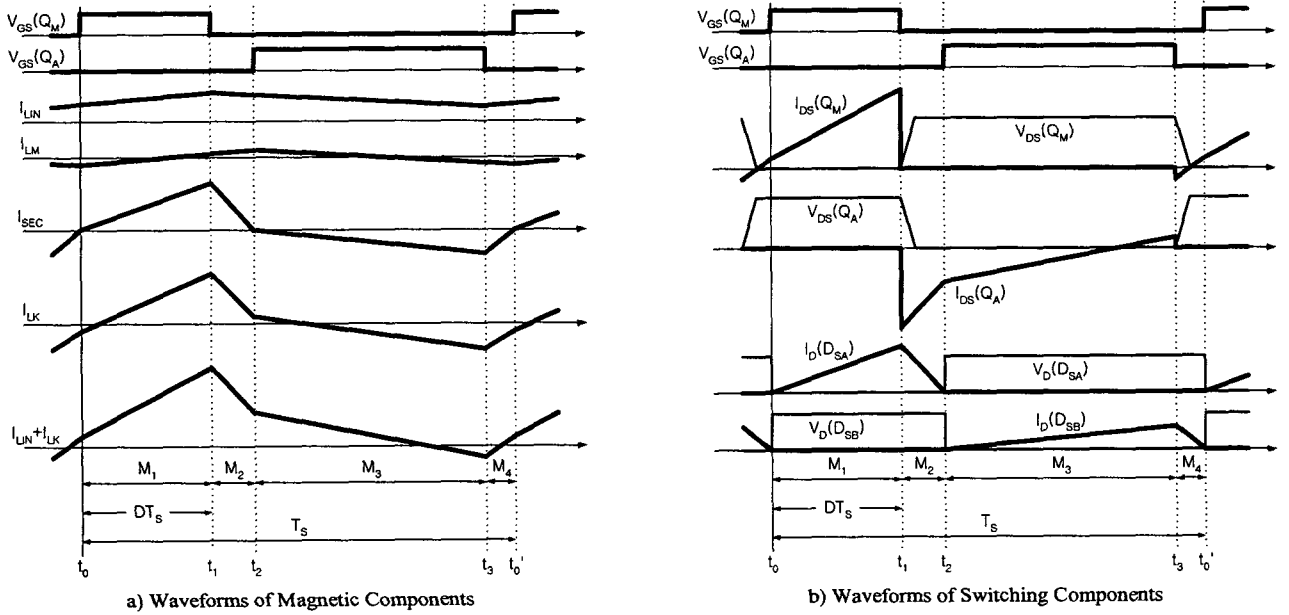 V_GS(Q_M)
V_GS(Q_A)
I_LIN
I_LM
I_SEC
I_LK
I_LIN+I_LK
M_1 M_2 M_3 M_4
DT_S
T_S
t_0 t_1 t_2 t_3 t_0'
a) Waveforms of Magnetic Components
V_GS(Q_M)
V_GS(Q_A)
I_DS(Q_M)
V_DS(Q_M)
V_DS(Q_A)
I_DS(Q_A)
I_D(D_SA)
V_D(D_SA)
V_D(D_SB)
I_D(D_SB)
M_1 M_2 M_3 M_4
DT_S
T_S
t_0 t_1 t_2 t_3 t_0'
b) Waveforms of Switching Components